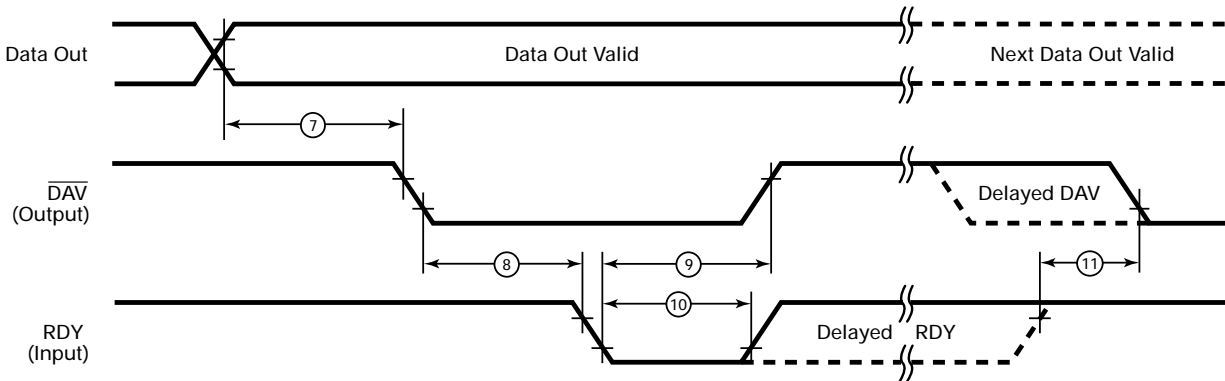 Data Out
Data Out Valid
Next Data Out Valid
7
DAV
(Output)
Delayed DAV
8
9
11
10
RDY
(Input)
Delayed RDY